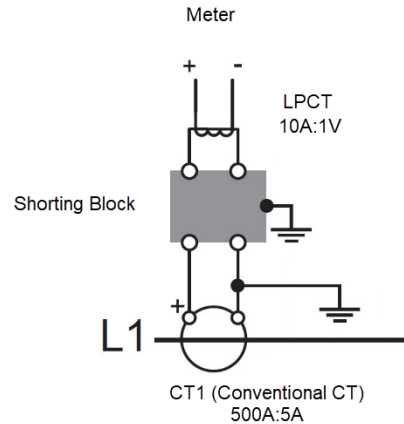 Meter
+ -
LPCT
10A:1V
Shorting Block
+
L1
CT1 (Conventional CT)
500A:5A